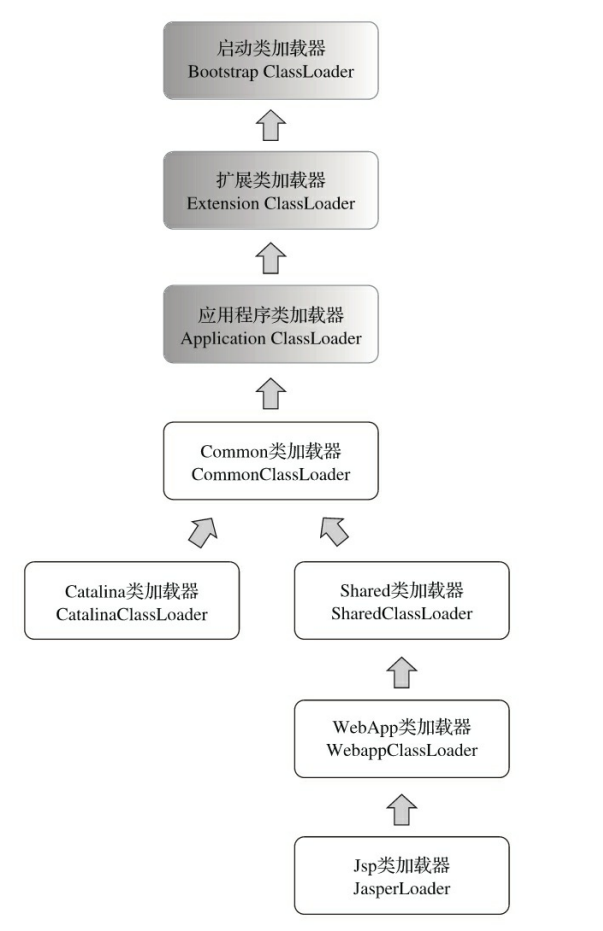 启动类加载器
Bootstrap ClassLoader
扩展类加载器
Extension ClassLoader
应用程序类加载器
Application ClassLoader
Common类加载器
CommonClassLoader
Catalina类加载器
CatalinaClassLoader
Shared类加载器
SharedClassLoader
WebApp类加载器
WebappClassLoader
Jsp类加载器
JasperLoader